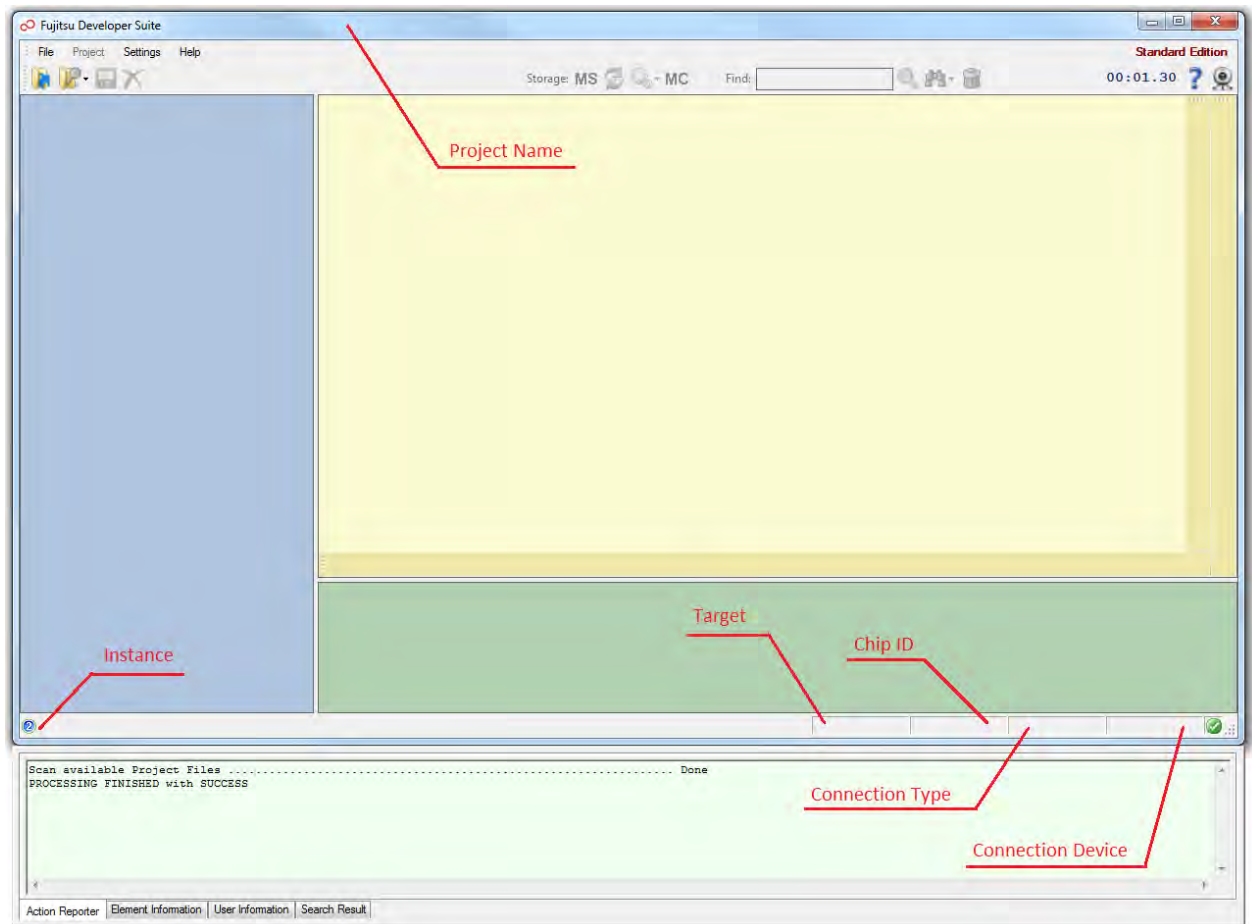 Fujitsu Developer Suite
File Project Settings Help
Standard Edition
Storage: MS - MC Find:
00:01.30 ?
Project Name
Target
Chip ID
Instance
2
Scan available Project Files ........................................................................ Done
PROCESSING FINISHED with SUCCESS
Connection Type
Connection Device
Action Reporter Element Information User Information Search Result